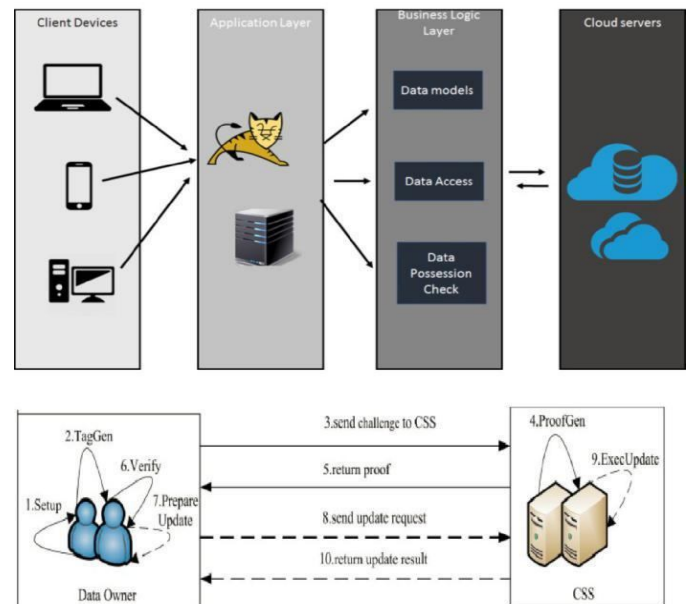 Client Devices
Application Layer
Business Logic
Layer
Cloud servers
Data models
Data Access
Data
Possession
Check
3.send challenge to CSS
4.ProofGen
2.TagGen
6.Verify
9.ExecUpdate
5.return proof
1.Setup
7.Prepare
Update
8.send update request
10.return update result
Data Owner
CSS